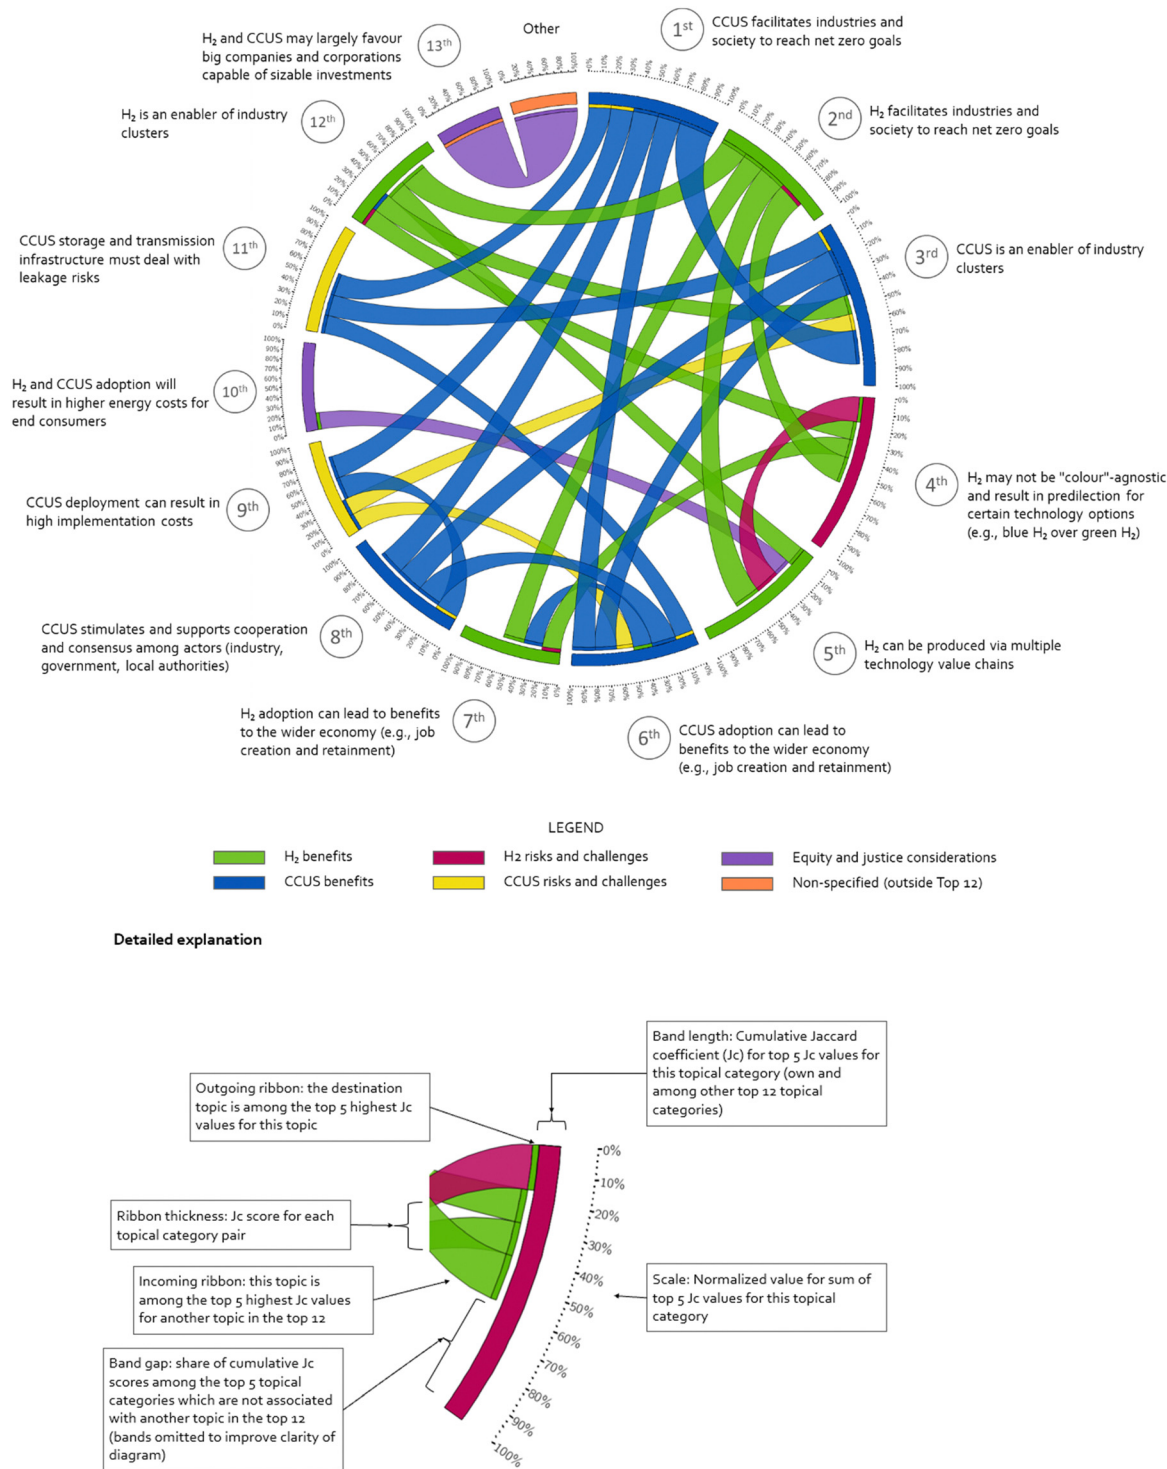 Other
1st
CCUS facilitates industries and
society to reach net zero goals
2nd
H₂ facilitates industries and
society to reach net zero goals
3rd
CCUS is an enabler of industry
clusters
4th
H₂ may not be "colour"-agnostic
and result in predilection for
certain technology options
(e.g., blue H₂ over green H₂)
5th
H₂ can be produced via multiple
technology value chains
6th
CCUS adoption can lead to
benefits to the wider economy
(e.g., job creation and retainment)
7th
H₂ adoption can lead to benefits
to the wider economy (e.g., job
creation and retainment)
8th
CCUS stimulates and supports cooperation
and consensus among actors (industry,
government, local authorities)
9th
CCUS deployment can result in
high implementation costs
10th
H₂ and CCUS adoption will
result in higher energy costs for
end consumers
11th
CCUS storage and transmission
infrastructure must deal with
leakage risks
12th
H₂ is an enabler of industry
clusters
13th
H₂ and CCUS may largely favour
big companies and corporations
capable of sizable investments
LEGEND
H₂ benefits
H2 risks and challenges
Equity and justice considerations
CCUS benefits
CCUS risks and challenges
Non-specified (outside Top 12)
Detailed explanation
Band length: Cumulative Jaccard
coefficient (Jc) for top 5 Jc values for
this topical category (own and
among other top 12 topical
categories)
Outgoing ribbon: the destination
topic is among the top 5 highest Jc
values for this topic
Ribbon thickness: Jc score for each
topical category pair
Incoming ribbon: this topic is
among the top 5 highest Jc values
for another topic in the top 12
Band gap: share of cumulative Jc
scores among the top 5 topical
categories which are not associated
with another topic in the top 12
(bands omitted to improve clarity of
diagram)
0%
10%
20%
30%
40%
50%
60%
70%
80%
90%
100%
Scale: Normalized value for sum of
top 5 Jc values for this topical
category